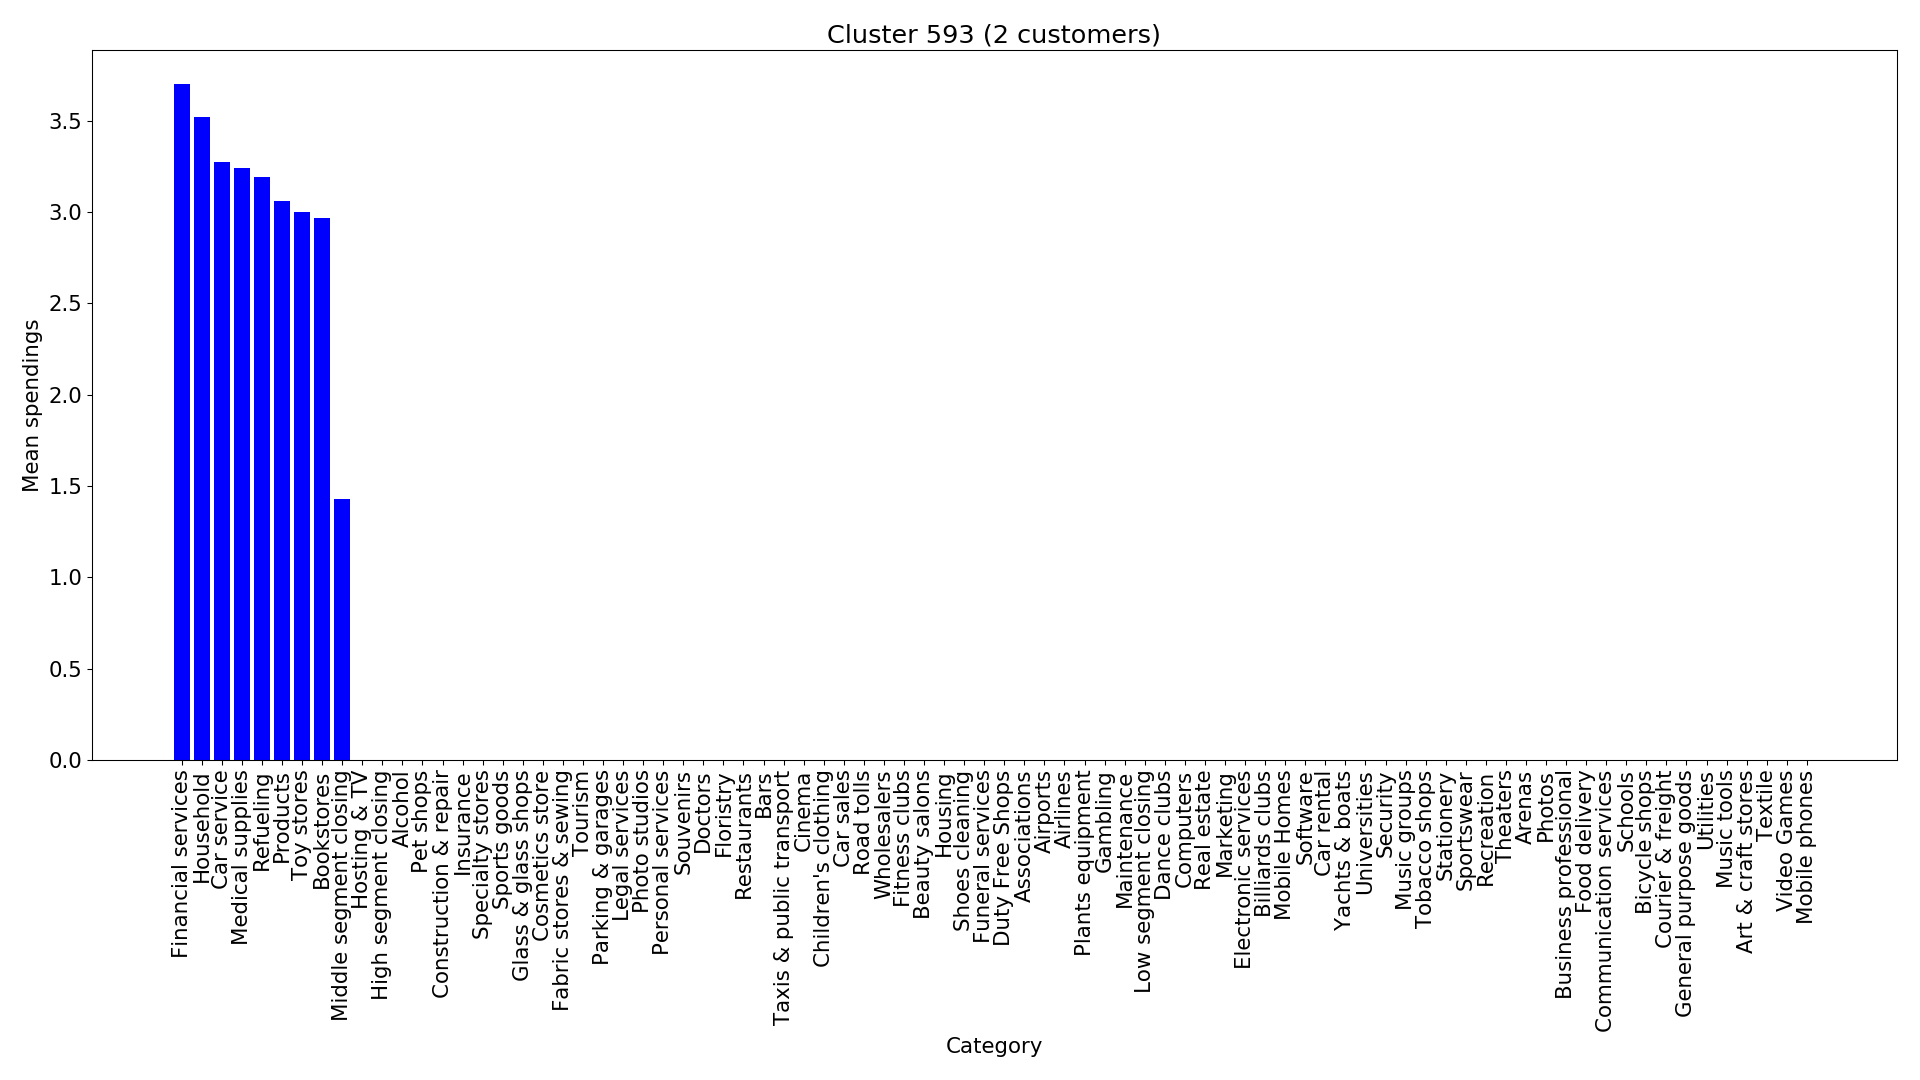 Cluster 593 (2 customers)
Mean spendings
3.5
3.0
2.5
2.0
1.5
1.0
0.5
0.0
Financial services
Household
Car service
Medical supplies
Refueling
Products
Toy stores
Bookstores
Middle segment closing
Hosting & TV
High segment closing
Alcohol
Pet shops
Construction & repair
Insurance
Specialty stores
Sports goods
Glass & glass shops
Cosmetics store
Fabric stores & sewing
Tourism
Parking & garages
Legal services
Photo studios
Personal services
Souvenirs
Doctors
Floristry
Restaurants
Bars
Taxis & public transport
Cinema
Children's clothing
Car sales
Road tolls
Wholesalers
Fitness clubs
Beauty salons
Housing
Shoes cleaning
Funeral services
Duty Free Shops
Associations
Airports
Airlines
Plants equipment
Gambling
Maintenance
Low segment closing
Dance clubs
Computers
Real estate
Marketing
Electronic services
Billiards clubs
Mobile Homes
Software
Car rental
Yachts & boats
Universities
Security
Music groups
Tobacco shops
Stationery
Sportswear
Recreation
Theaters
Arenas
Photos
Business professional
Food delivery
Communication services
Schools
Bicycle shops
Courier & freight
General purpose goods
Utilities
Music tools
Art & craft stores
Textile
Video Games
Mobile phones
Category